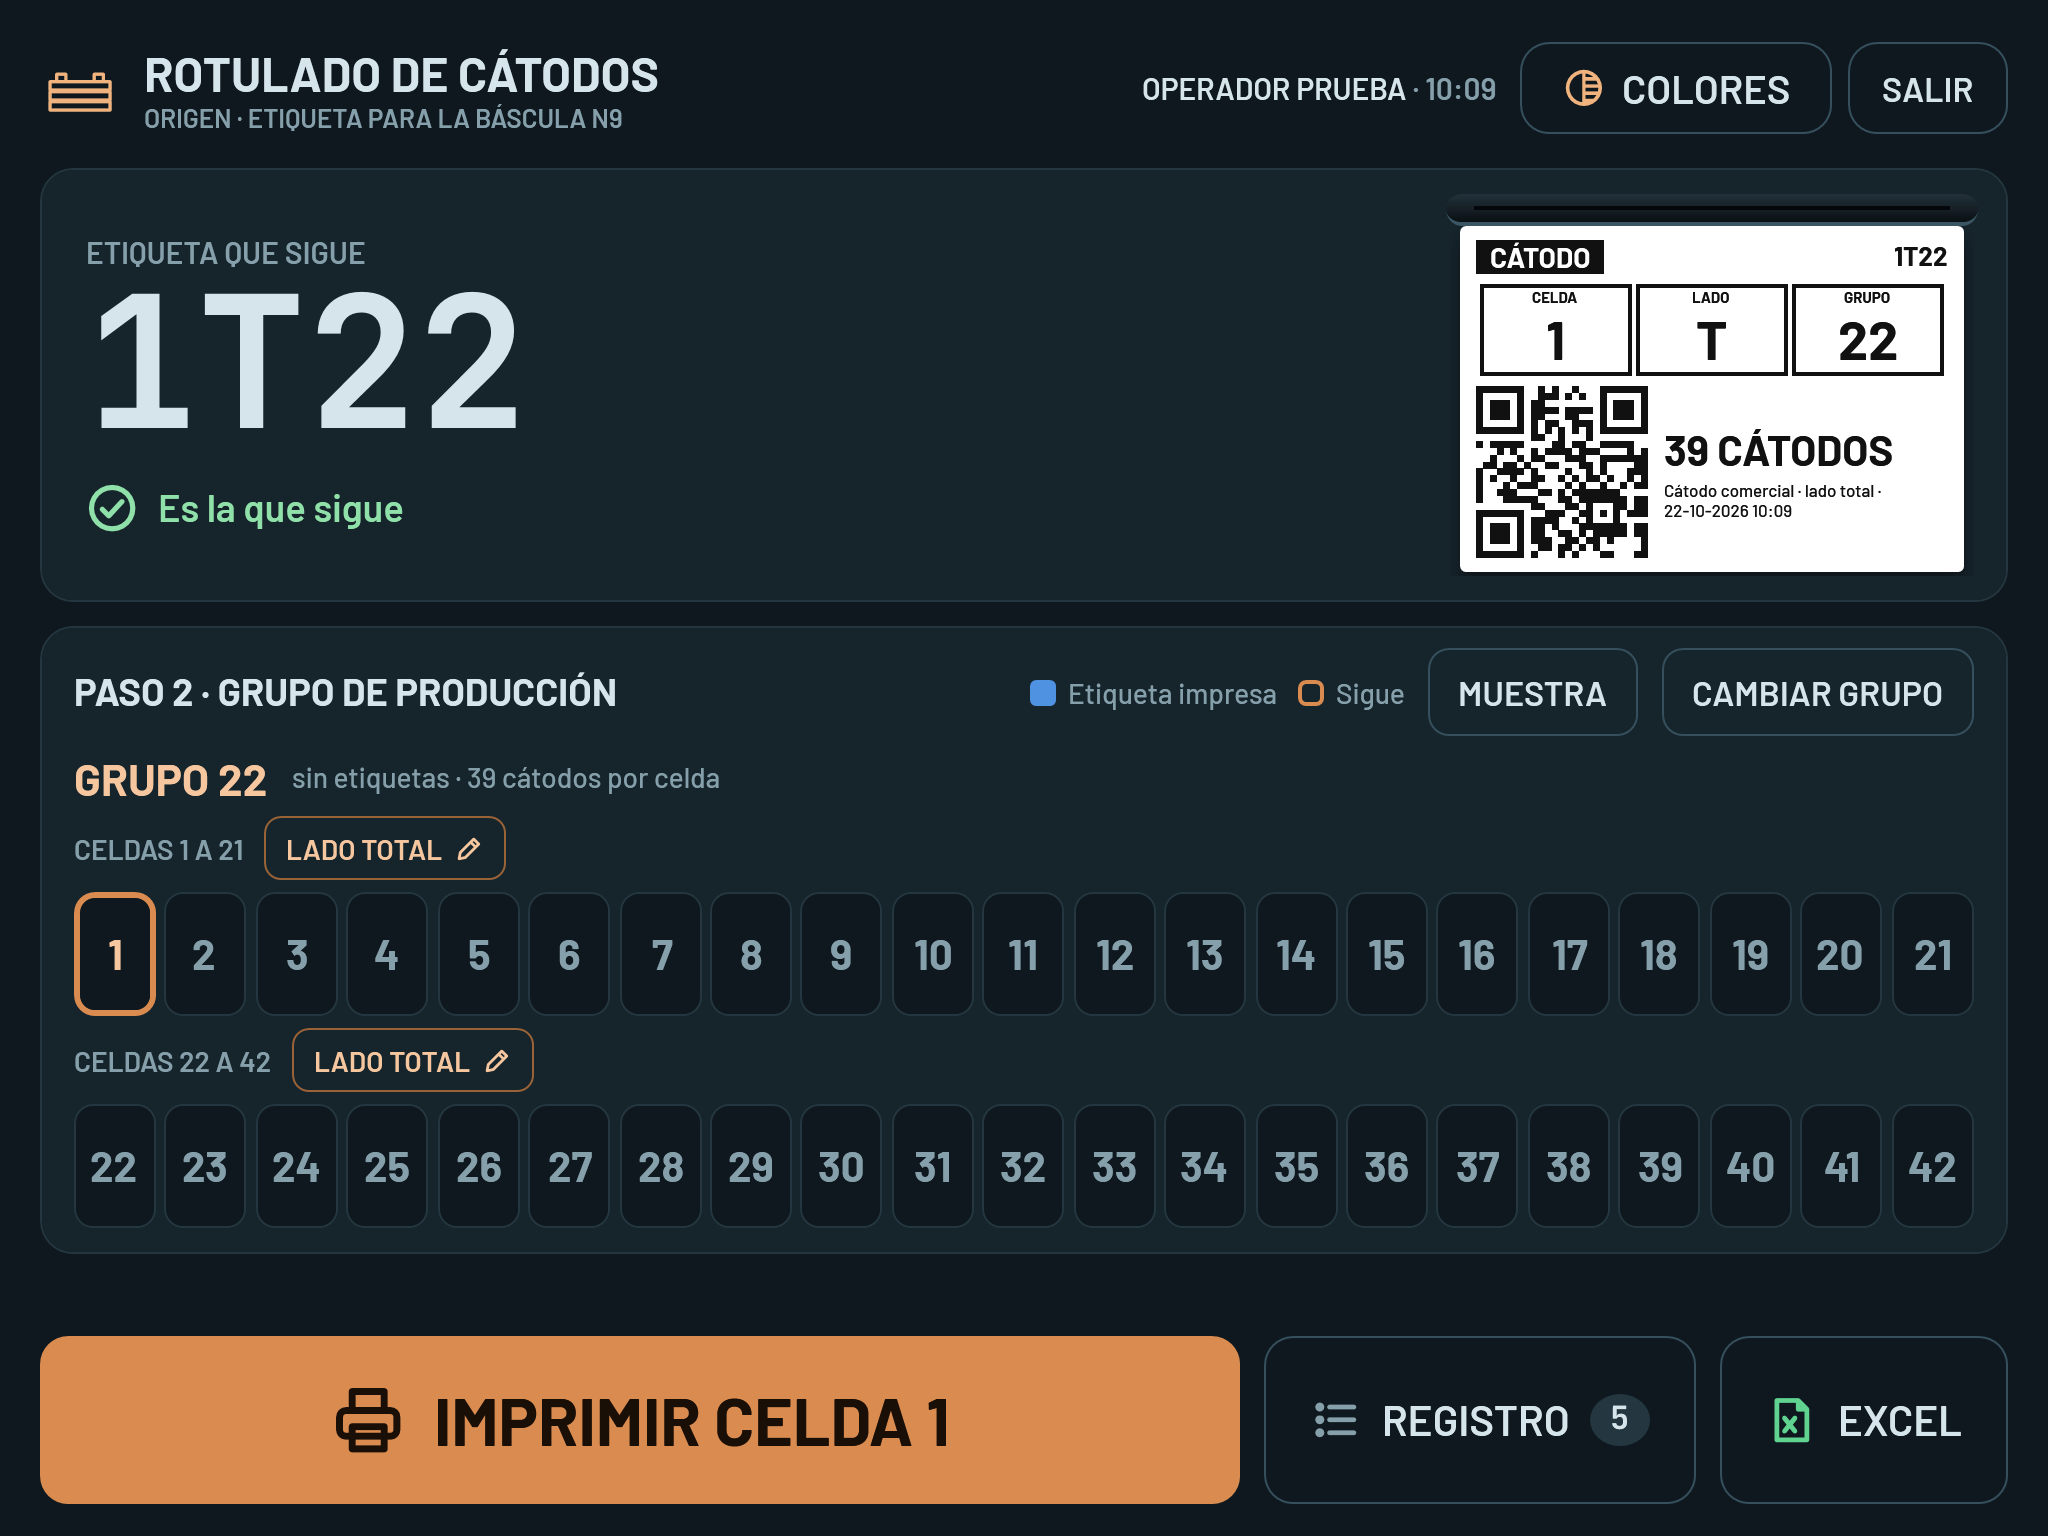 ROTULADO DE CÁTODOS
ORIGEN · ETIQUETA PARA LA BÁSCULA N9
OPERADOR PRUEBA · 10:09
COLORES
SALIR
ETIQUETA QUE SIGUE
1T22
Es la que sigue
CÁTODO
1T22
CELDA
1
LADO
T
GRUPO
22
39 CÁTODOS
Cátodo comercial · lado total ·
22-10-2026 10:09
PASO 2 · GRUPO DE PRODUCCIÓN
Etiqueta impresa
Sigue
MUESTRA
CAMBIAR GRUPO
GRUPO 22
sin etiquetas · 39 cátodos por celda
CELDAS 1 A 21
LADO TOTAL
1 2 3 4 5 6 7 8 9 10 11 12 13 14 15 16 17 18 19 20 21
CELDAS 22 A 42
LADO TOTAL
22 23 24 25 26 27 28 29 30 31 32 33 34 35 36 37 38 39 40 41 42
IMPRIMIR CELDA 1
REGISTRO 5
EXCEL